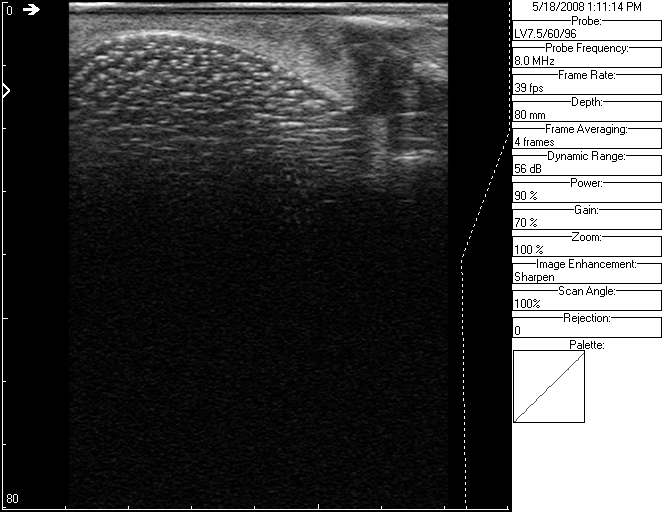 0
80
5/18/2008 1:11:14 PM
Probe:
LV7.5/60/96
Probe Frequency:
8.0 MHz
Frame Rate:
39 fps
Depth:
80 mm
Frame Averaging:
4 frames
Dynamic Range:
56 dB
Power:
90 %
Gain:
70 %
Zoom:
100 %
Image Enhancement:
Sharpen
Scan Angle:
100%
Rejection:
0
Palette: